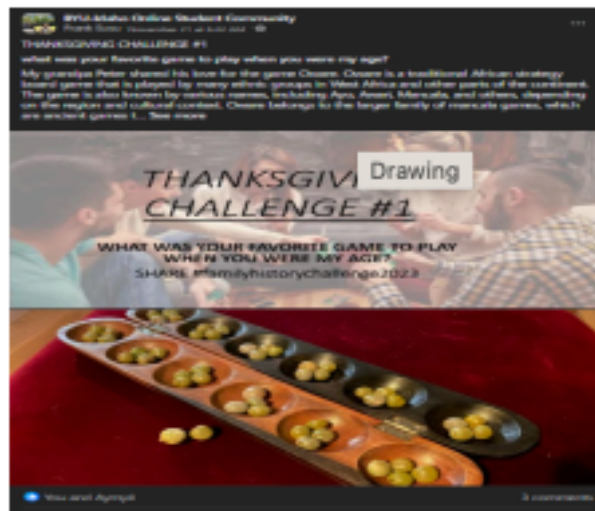 BYU-Idaho Online Student Community
November 21 at
THANKSGIVING CHALLENGE #1
what was your favorite game to play when you were my age?
My grandpa Peter shared his love for the game Oware. Oware is a traditional African strategy
board game that is played by many ethnic groups in West Africa and other parts of the continent.
The game is also known by various names, including Ayo, Awari, Mancala, and others, depending
on the region and cultural context. Oware belongs to the larger family of mancala games, which
are ancient games t... See more
THANKSGIVI
Drawing
CHALLENGE #1
WHAT WAS YOUR FAVORITE GAME TO PLAY
WHEN YOU WERE MY AGE?
SHARE #familyhistorychallenge2023
You and
3 comments